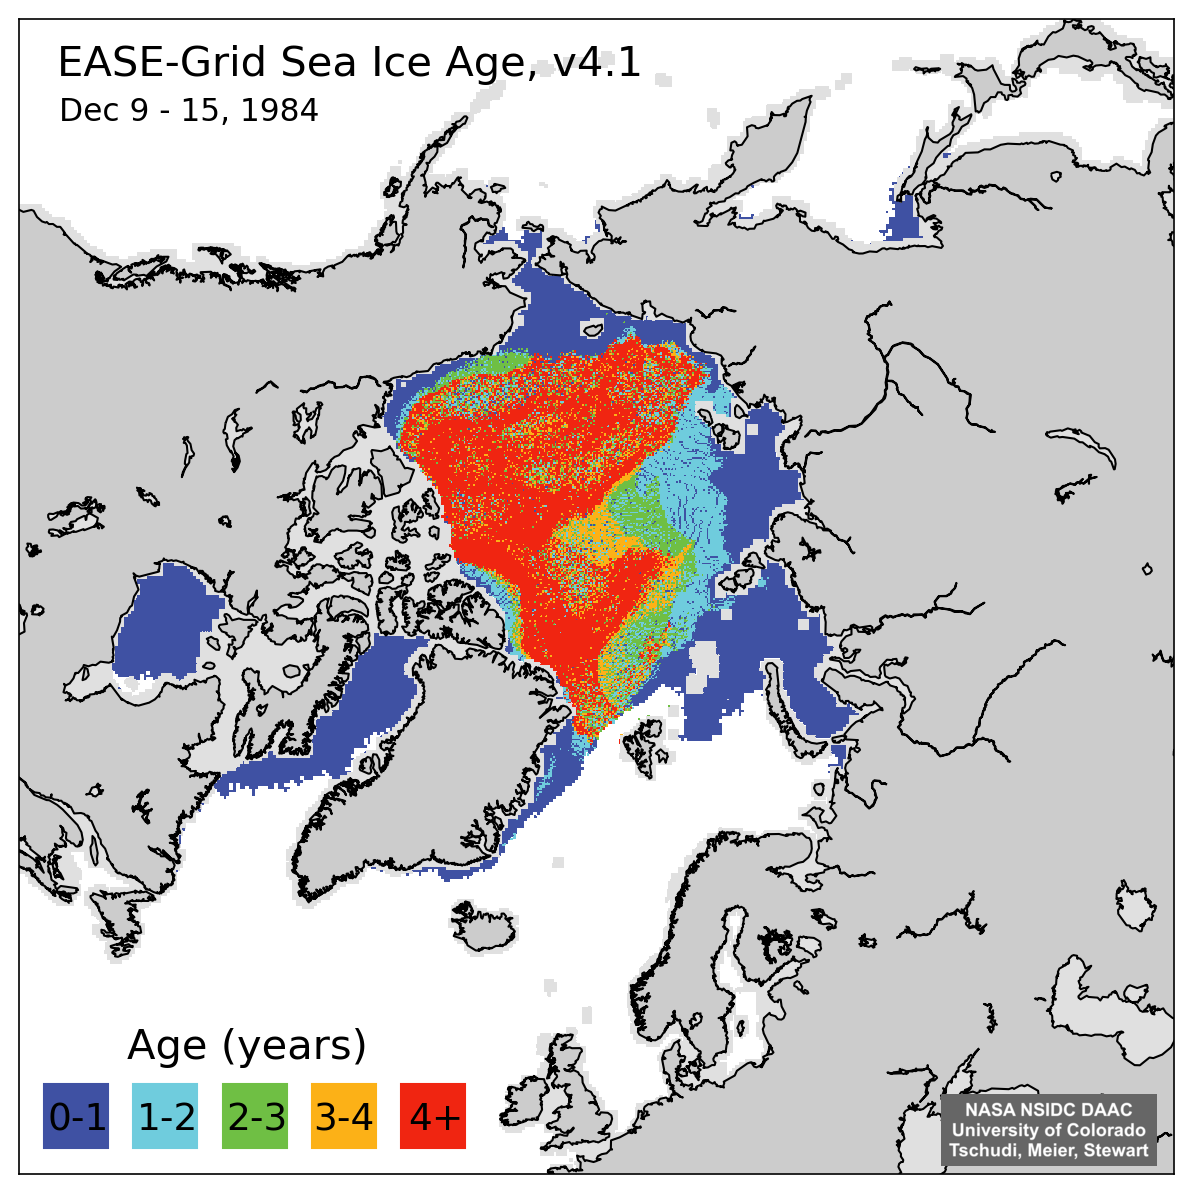 EASE-Grid Sea Ice Age, v4.1
Dec 9 - 15, 1984
Age (years)
0-1 1-2 2-3 3-4 4+
NASA NSIDC DAAC
University of Colorado
Tschudi, Meier, Stewart